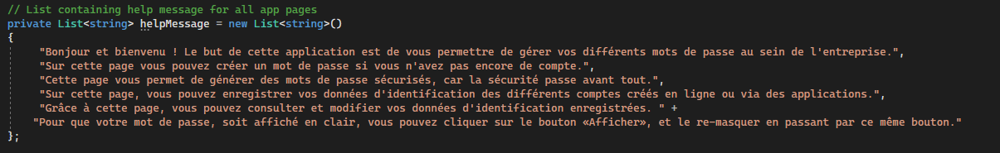 // List containing help message for all app pages
private List<string> helpMessage = new List<string>()
{
"Bonjour et bienvenu ! Le but de cette application est de vous permettre de gérer vos différents mots de passe au sein de l'entreprise.",
"Sur cette page vous pouvez créer un mot de passe si vous n'avez pas encore de compte.",
"Cette page vous permet de générer des mots de passe sécurisés, car la sécurité passe avant tout.",
"Sur cette page, vous pouvez enregistrer vos données d'identification des différents comptes créés en ligne ou via des applications.",
"Grâce à cette page, vous pouvez consulter et modifier vos données d'identification enregistrées. " +
"Pour que votre mot de passe, soit affiché en clair, vous pouvez cliquer sur le bouton «Afficher», et le re-masquer en passant par ce même bouton."
};